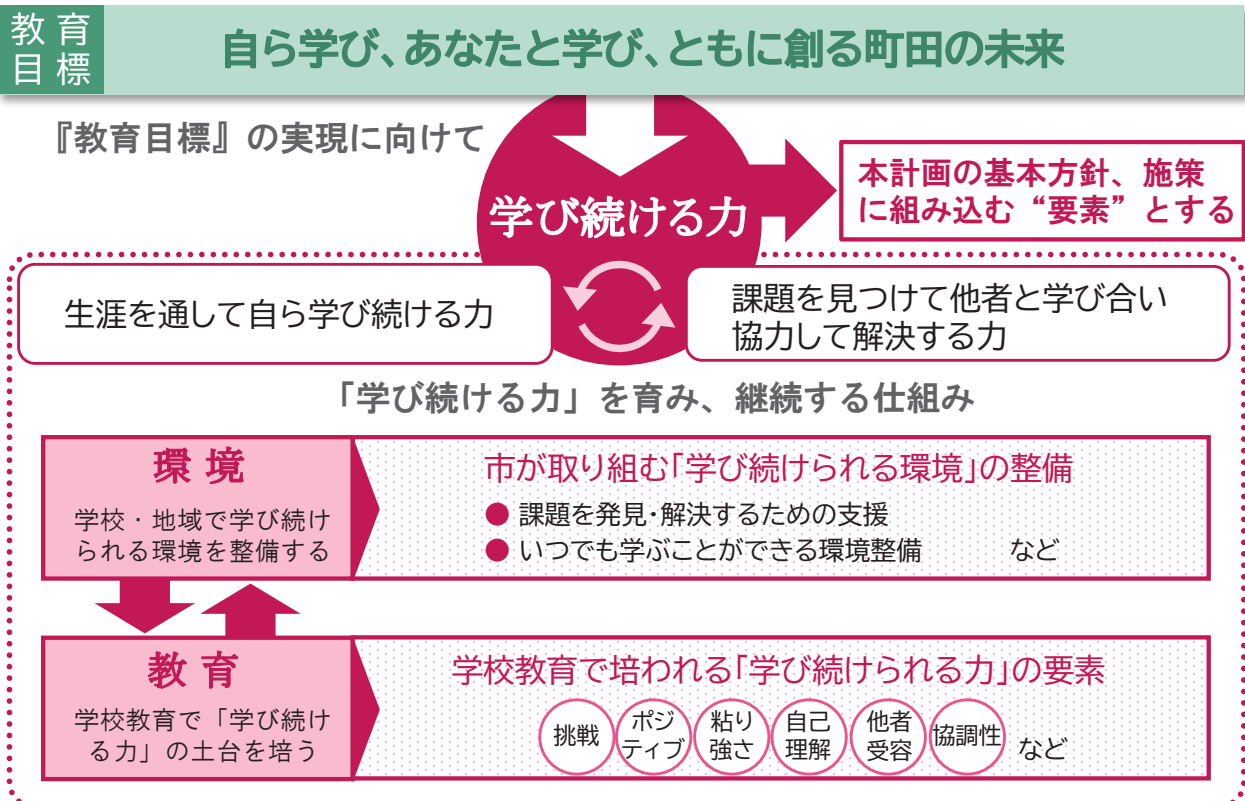 教育
目標
自ら学び、あなたと学び、ともに創る町田の未来
『教育目標』の実現に向けて
学び続ける力
本計画の基本方針、施策
に組み込む“要素”とする
生涯を通して自ら学び続ける力
課題を見つけて他者と学び合い
協力して解決する力
「学び続ける力」を育み、継続する仕組み
環境
学校・地域で学び続け
られる環境を整備する
市が取り組む「学び続けられる環境」の整備
● 課題を発見・解決するための支援
● いつでも学ぶことができる環境整備 など
教育
学校教育で「学び続け
る力」の土台を培う
学校教育で培われる「学び続けられる力」の要素
挑戦
ポジ
ティブ
粘り
強さ
自己
理解
他者
受容
協調性
など